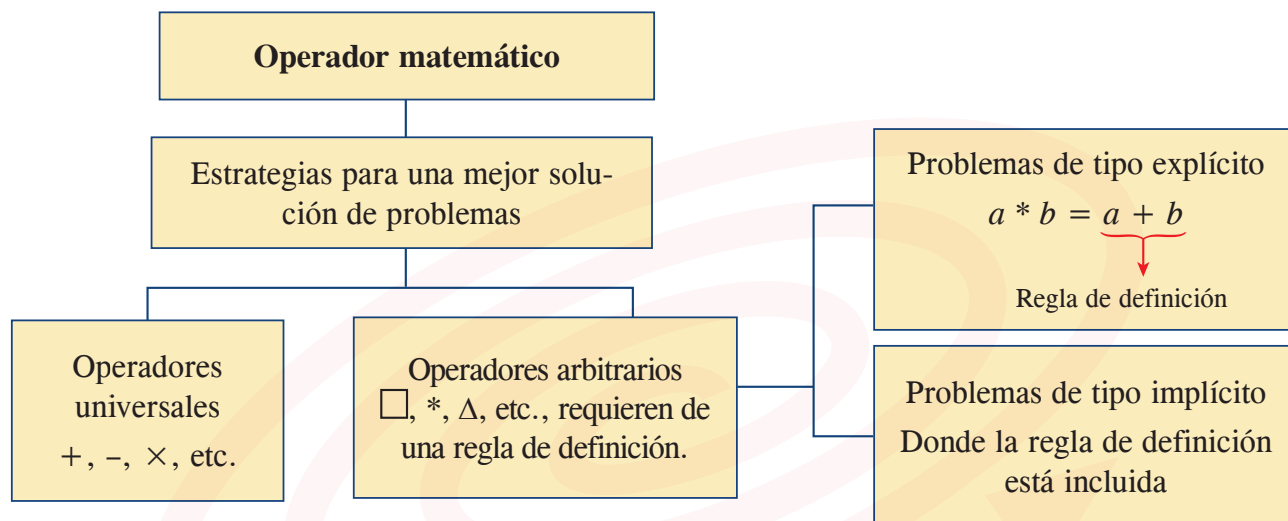 Operador matemático
Estrategias para una mejor solu-
ción de problemas
Operadores
universales
+, –, ×, etc.
Operadores arbitrarios
□, *, Δ, etc., requieren de
una regla de definición.
Problemas de tipo explícito
a * b = a + b
Regla de definición
Problemas de tipo implícito
Donde la regla de definición
está incluida